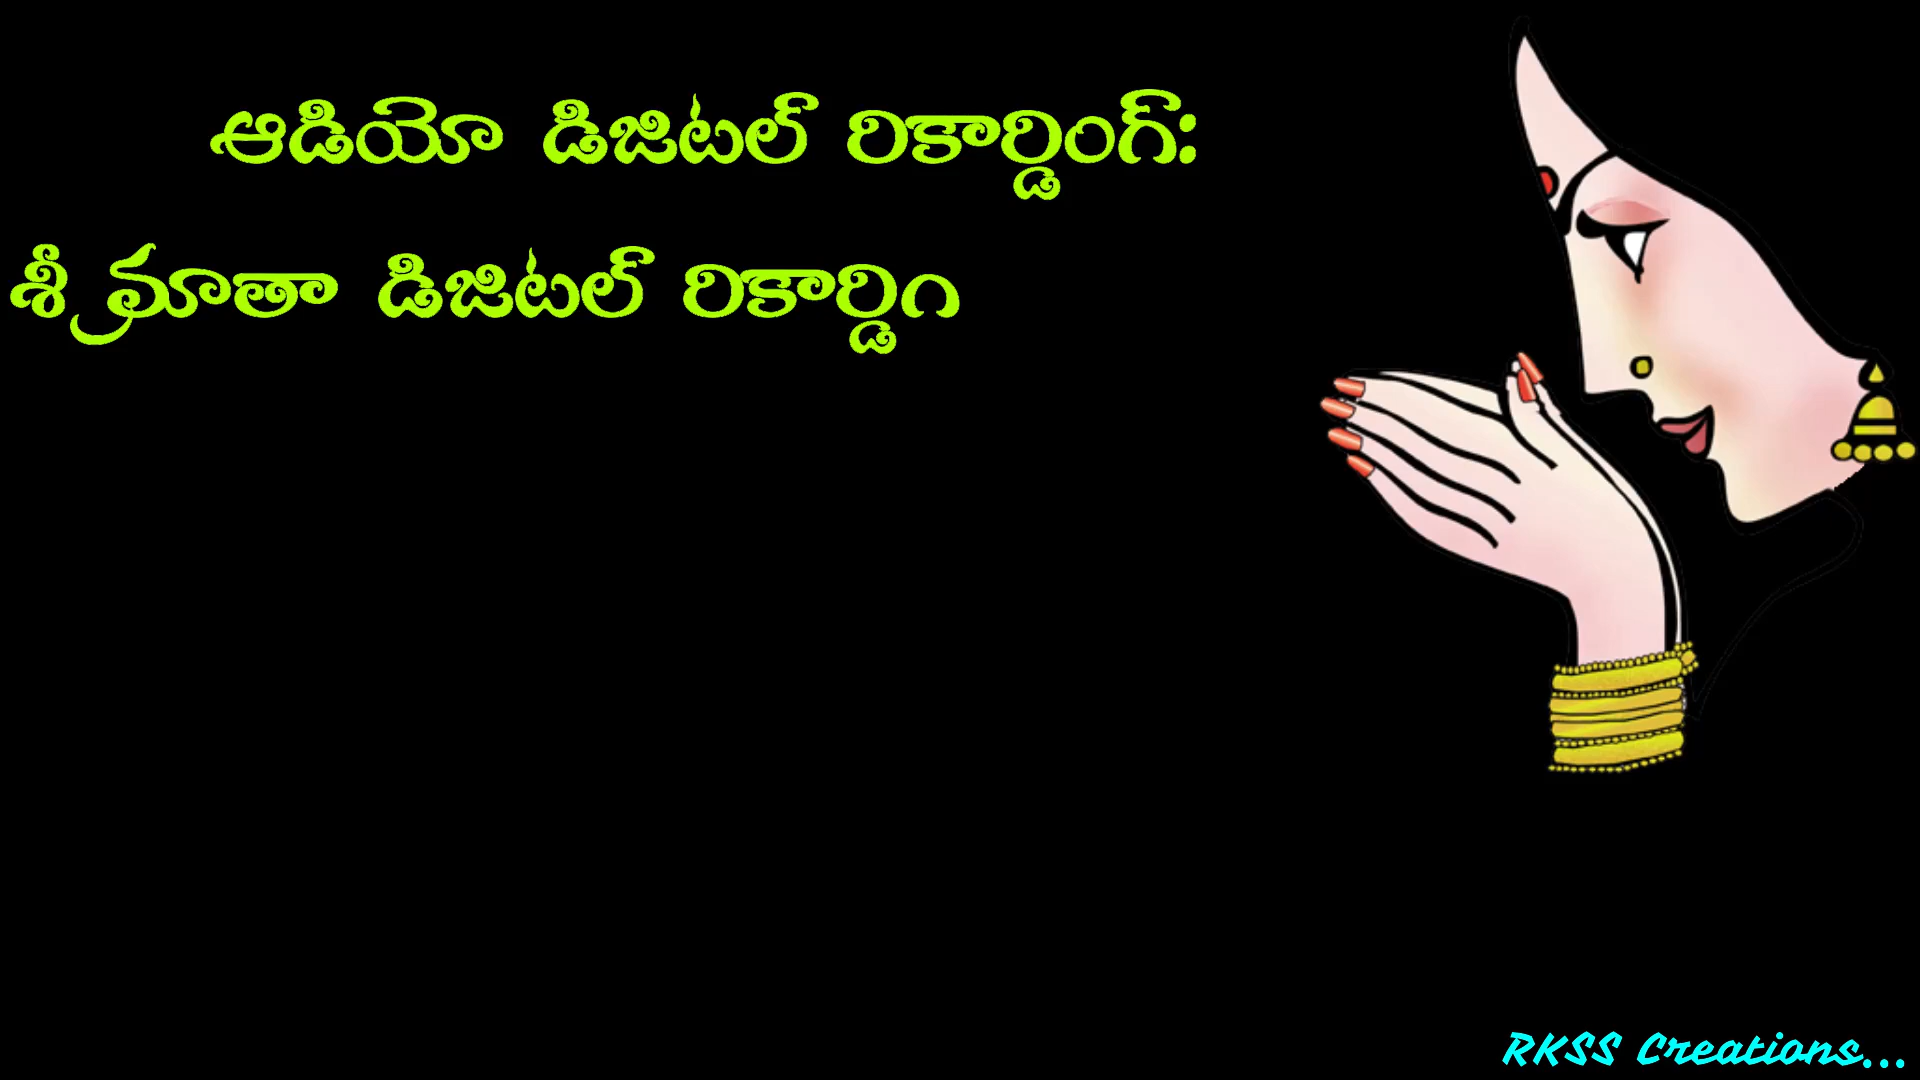 ఆడియో డిజిటల్ రికార్డింగ్:
శ్రీమాతా డిజిటల్ రికార్డిం
RKSS Creations...